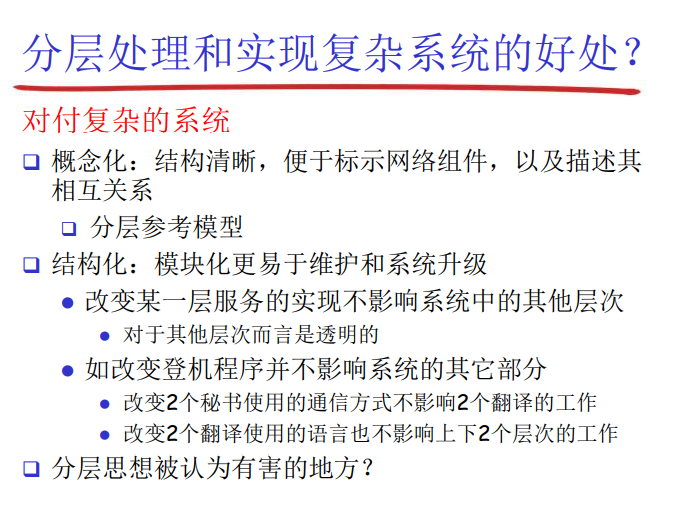 分层处理和实现复杂系统的好处？
对付复杂的系统
概念化：结构清晰，便于标示网络组件，以及描述其
相互关系
分层参考模型
结构化：模块化更易于维护和系统升级
改变某一层服务的实现不影响系统中的其他层次
对于其他层次而言是透明的
如改变登机程序并不影响系统的其它部分
改变2个秘书使用的通信方式不影响2个翻译的工作
改变2个翻译使用的语言也不影响上下2个层次的工作
分层思想被认为有害的地方？